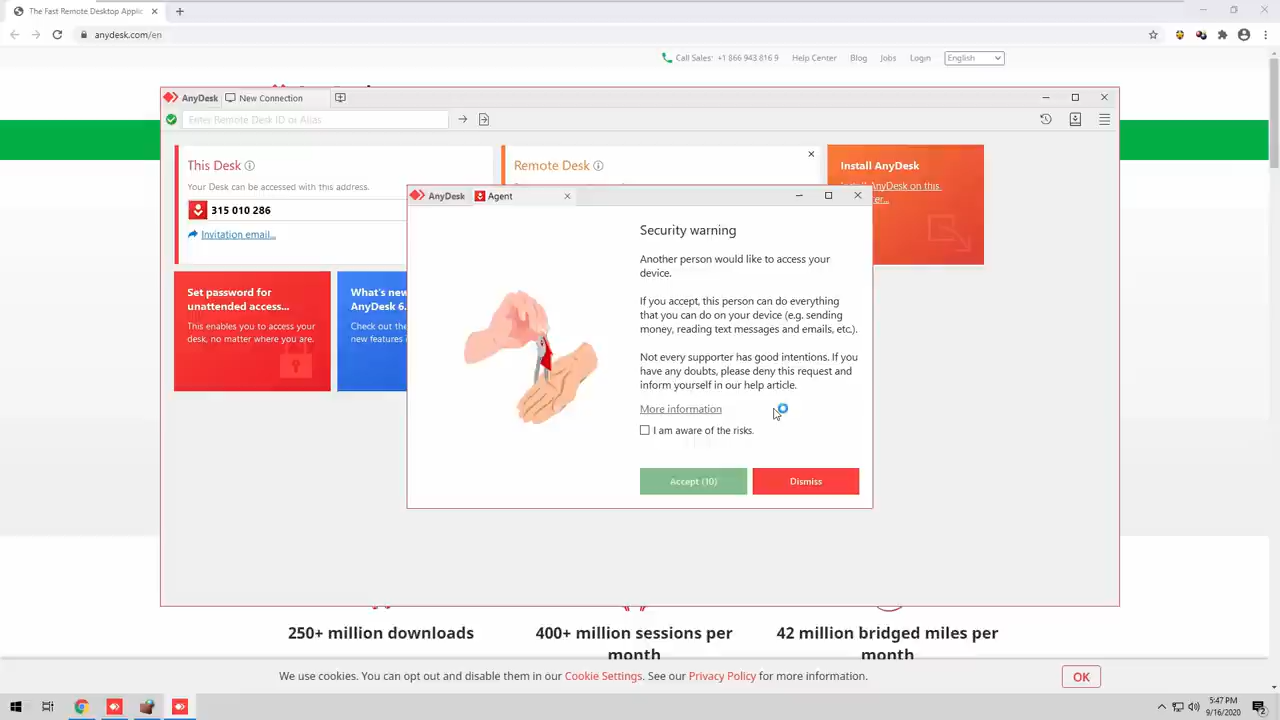 The Fast Remote Desktop Applic
anydesk.com/en
Call Sales: +1 866 943 816 9 Help Center Blog Jobs Login English
AnyDesk New Connection
Enter Remote Desk ID or Alias
This Desk
Your Desk can be accessed with this address.
315 010 286
Invitation email...
Remote Desk
Install AnyDesk
Install AnyDesk on this
Set password for
unattended access...
This enables you to access your
desk, no matter where you are.
What's new
AnyDesk 6.
Check out the
new features
AnyDesk Agent
Security warning
Another person would like to access your
device.
If you accept, this person can do everything
that you can do on your device (e.g. sending
money, reading text messages and emails, etc.).
Not every supporter has good intentions. If you
have any doubts, please deny this request and
inform yourself in our help article.
More information
I am aware of the risks.
Accept (10) Dismiss
250+ million downloads
400+ million sessions per
month
42 million bridged miles per
month
We use cookies. You can opt out and disable them in our Cookie Settings. See our Privacy Policy for more information.
OK
5:47 PM
9/16/2020
2